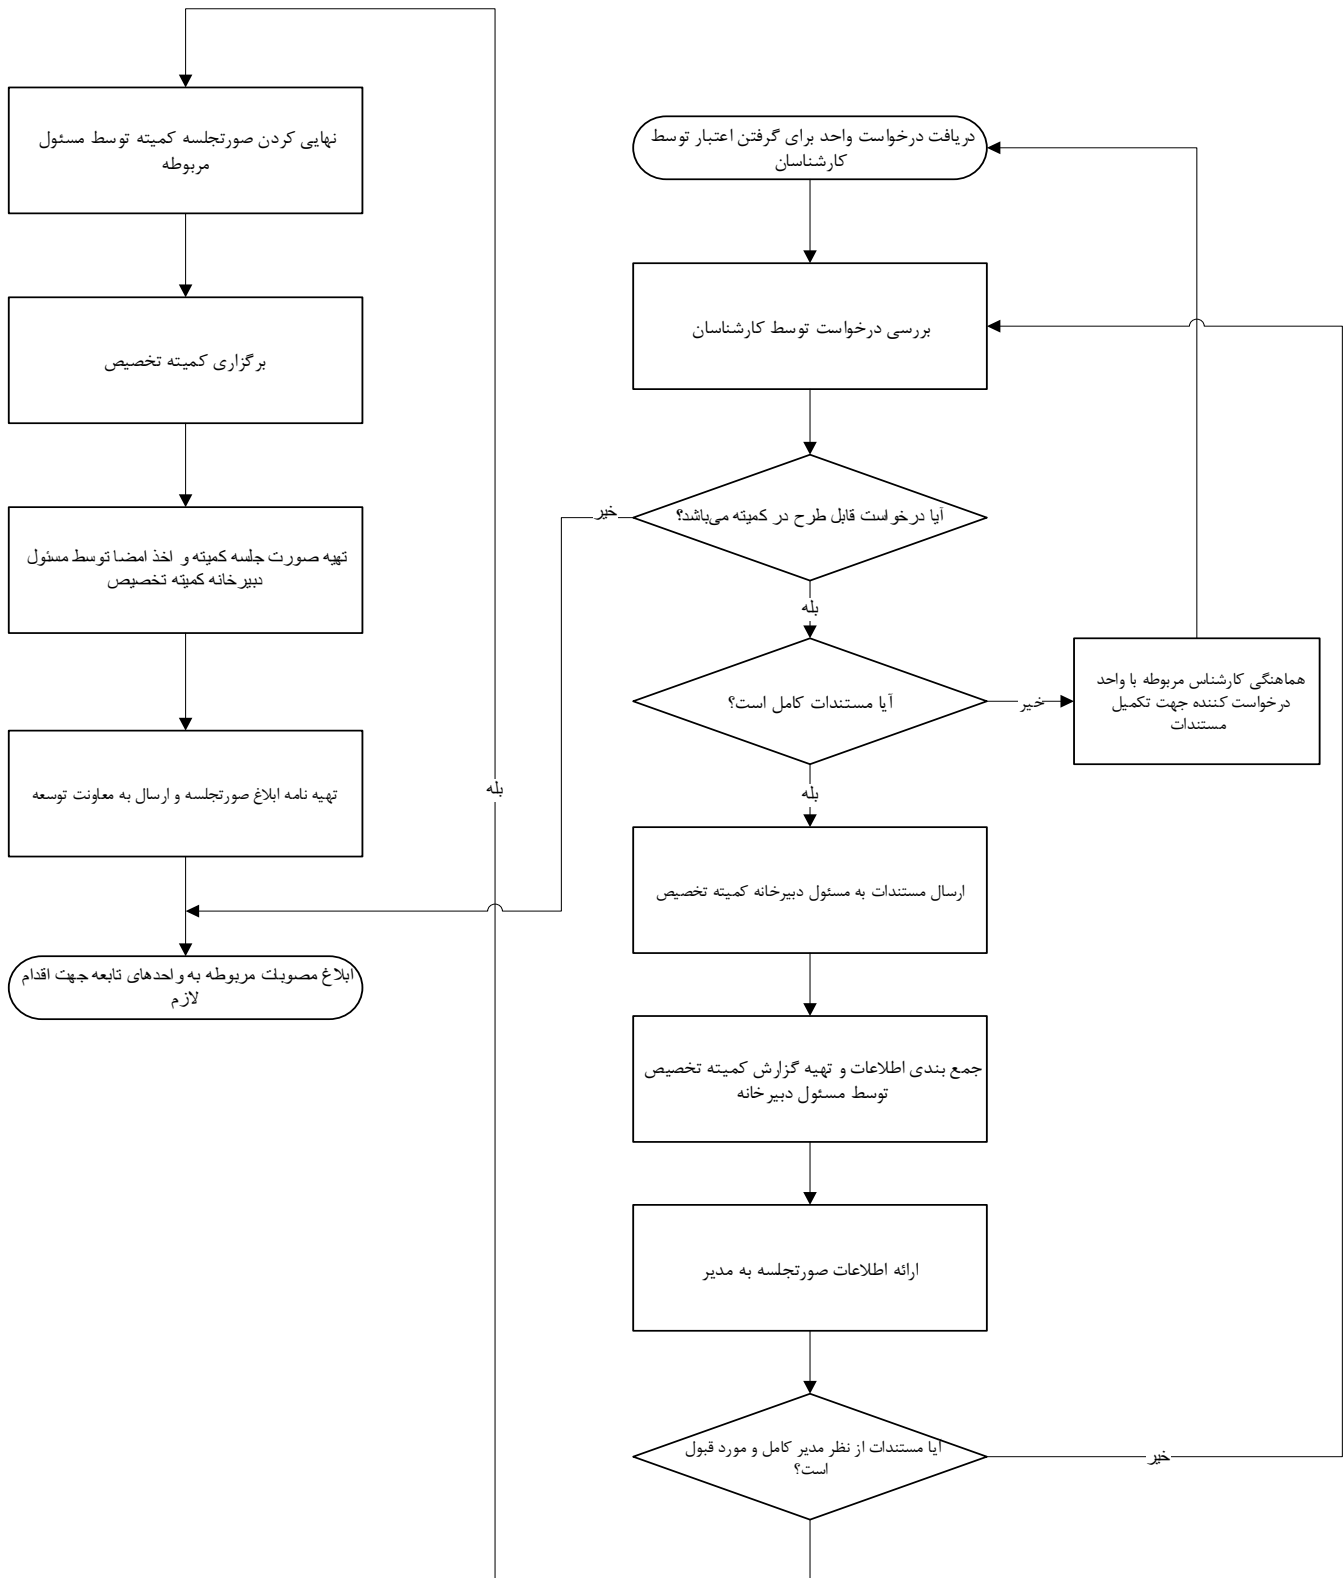 دریافت درخواست واحد برای گرفتن اعتبار توسط
کارشناسان
بررسی درخواست توسط کارشناسان
آیا درخواست قابل طرح در کمیته می‌باشد؟
خیر
بله
آیا مستندات کامل است؟
خیر
هماهنگی کارشناس مربوطه با واحد
درخواست کننده جهت تکمیل
مستندات
بله
ارسال مستندات به مسئول دبیرخانه کمیته تخصیص
جمع بندی اطلاعات و تهیه گزارش کمیته تخصیص
توسط مسئول دبیرخانه
ارائه اطلاعات صورتجلسه به مدیر
آیا مستندات از نظر مدیر کامل و مورد قبول
است؟
خیر
بله
نهایی کردن صورتجلسه کمیته توسط مسئول
مربوطه
برگزاری کمیته تخصیص
تهیه صورت جلسه کمیته و اخذ امضا توسط مسئول
دبیرخانه کمیته تخصیص
تهیه نامه ابلاغ صورتجلسه و ارسال به معاونت توسعه
ابلاغ مصوبات مربوطه به واحدهای تابعه جهت اقدام
لازم